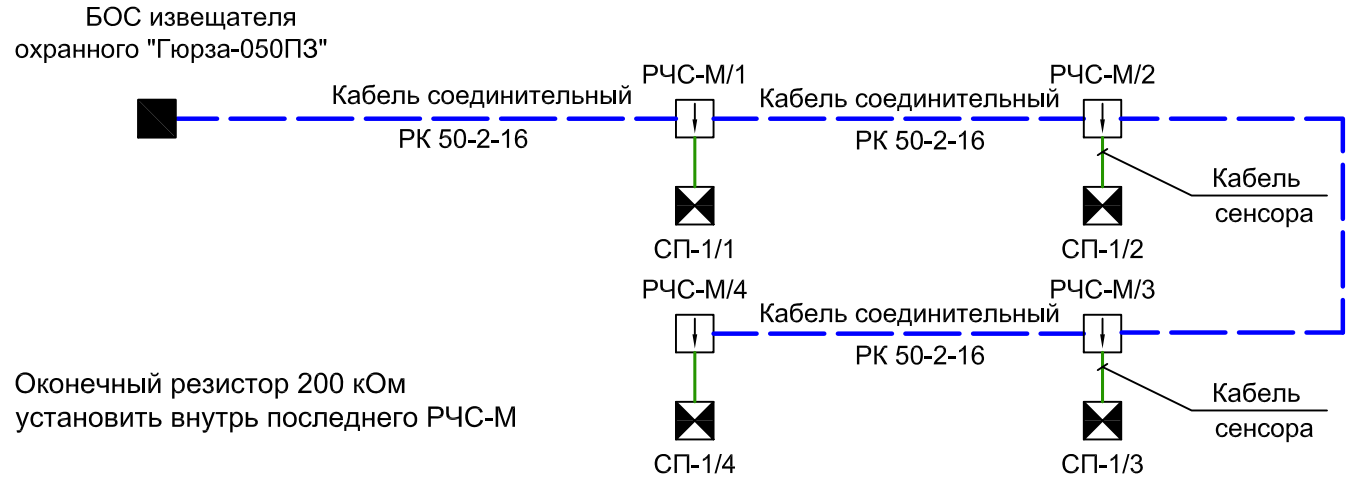 БОС извещателя
охранного "Гюрза-050ПЗ"
РЧС-М/1
РЧС-М/2
Кабель соединительный
РК 50-2-16
Кабель соединительный
РК 50-2-16
Кабель
сенсора
СП-1/1
СП-1/2
РЧС-М/4
РЧС-М/3
Кабель соединительный
РК 50-2-16
Оконечный резистор 200 кОм
установить внутрь последнего РЧС-М
Кабель
сенсора
СП-1/4
СП-1/3